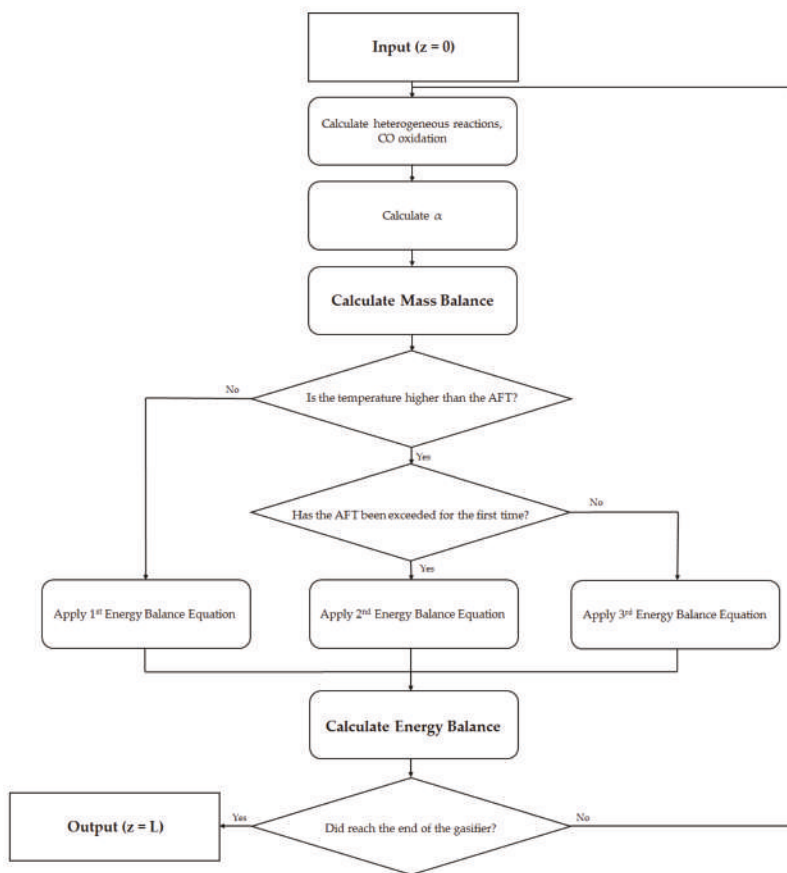 Input (z = 0)
Calculate heterogeneous reactions,
CO oxidation
Calculate α
Calculate Mass Balance
No
Is the temperature higher than the AFT?
Yes
Has the AFT been exceeded for the first time?
No
Yes
Apply 1st Energy Balance Equation
Apply 2nd Energy Balance Equation
Apply 3rd Energy Balance Equation
Calculate Energy Balance
Output (z = L)
Yes
Did reach the end of the gasifier?
No